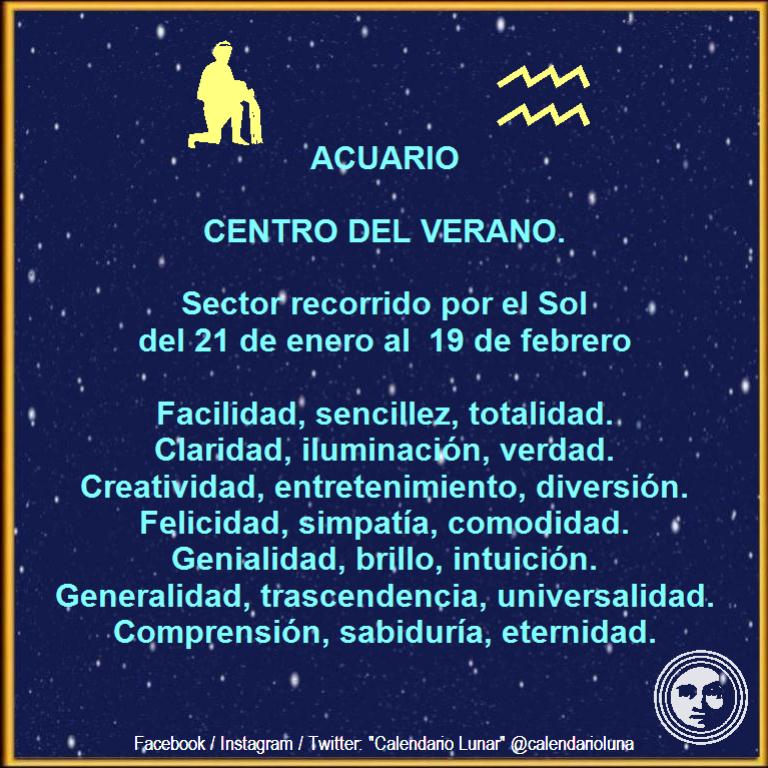 ACUARIO
CENTRO DEL VERANO.
Sector recorrido por el Sol
del 21 de enero al  19 de febrero
Facilidad, sencillez, totalidad.
Claridad, iluminación, verdad.
Creatividad, entretenimiento, diversión.
Felicidad, simpatía, comodidad.
Genialidad, brillo, intuición.
Generalidad, trascendencia, universalidad.
Comprensión, sabiduría, eternidad.
Facebook / Instagram / Twitter: "Calendario Lunar" @calendarioluna